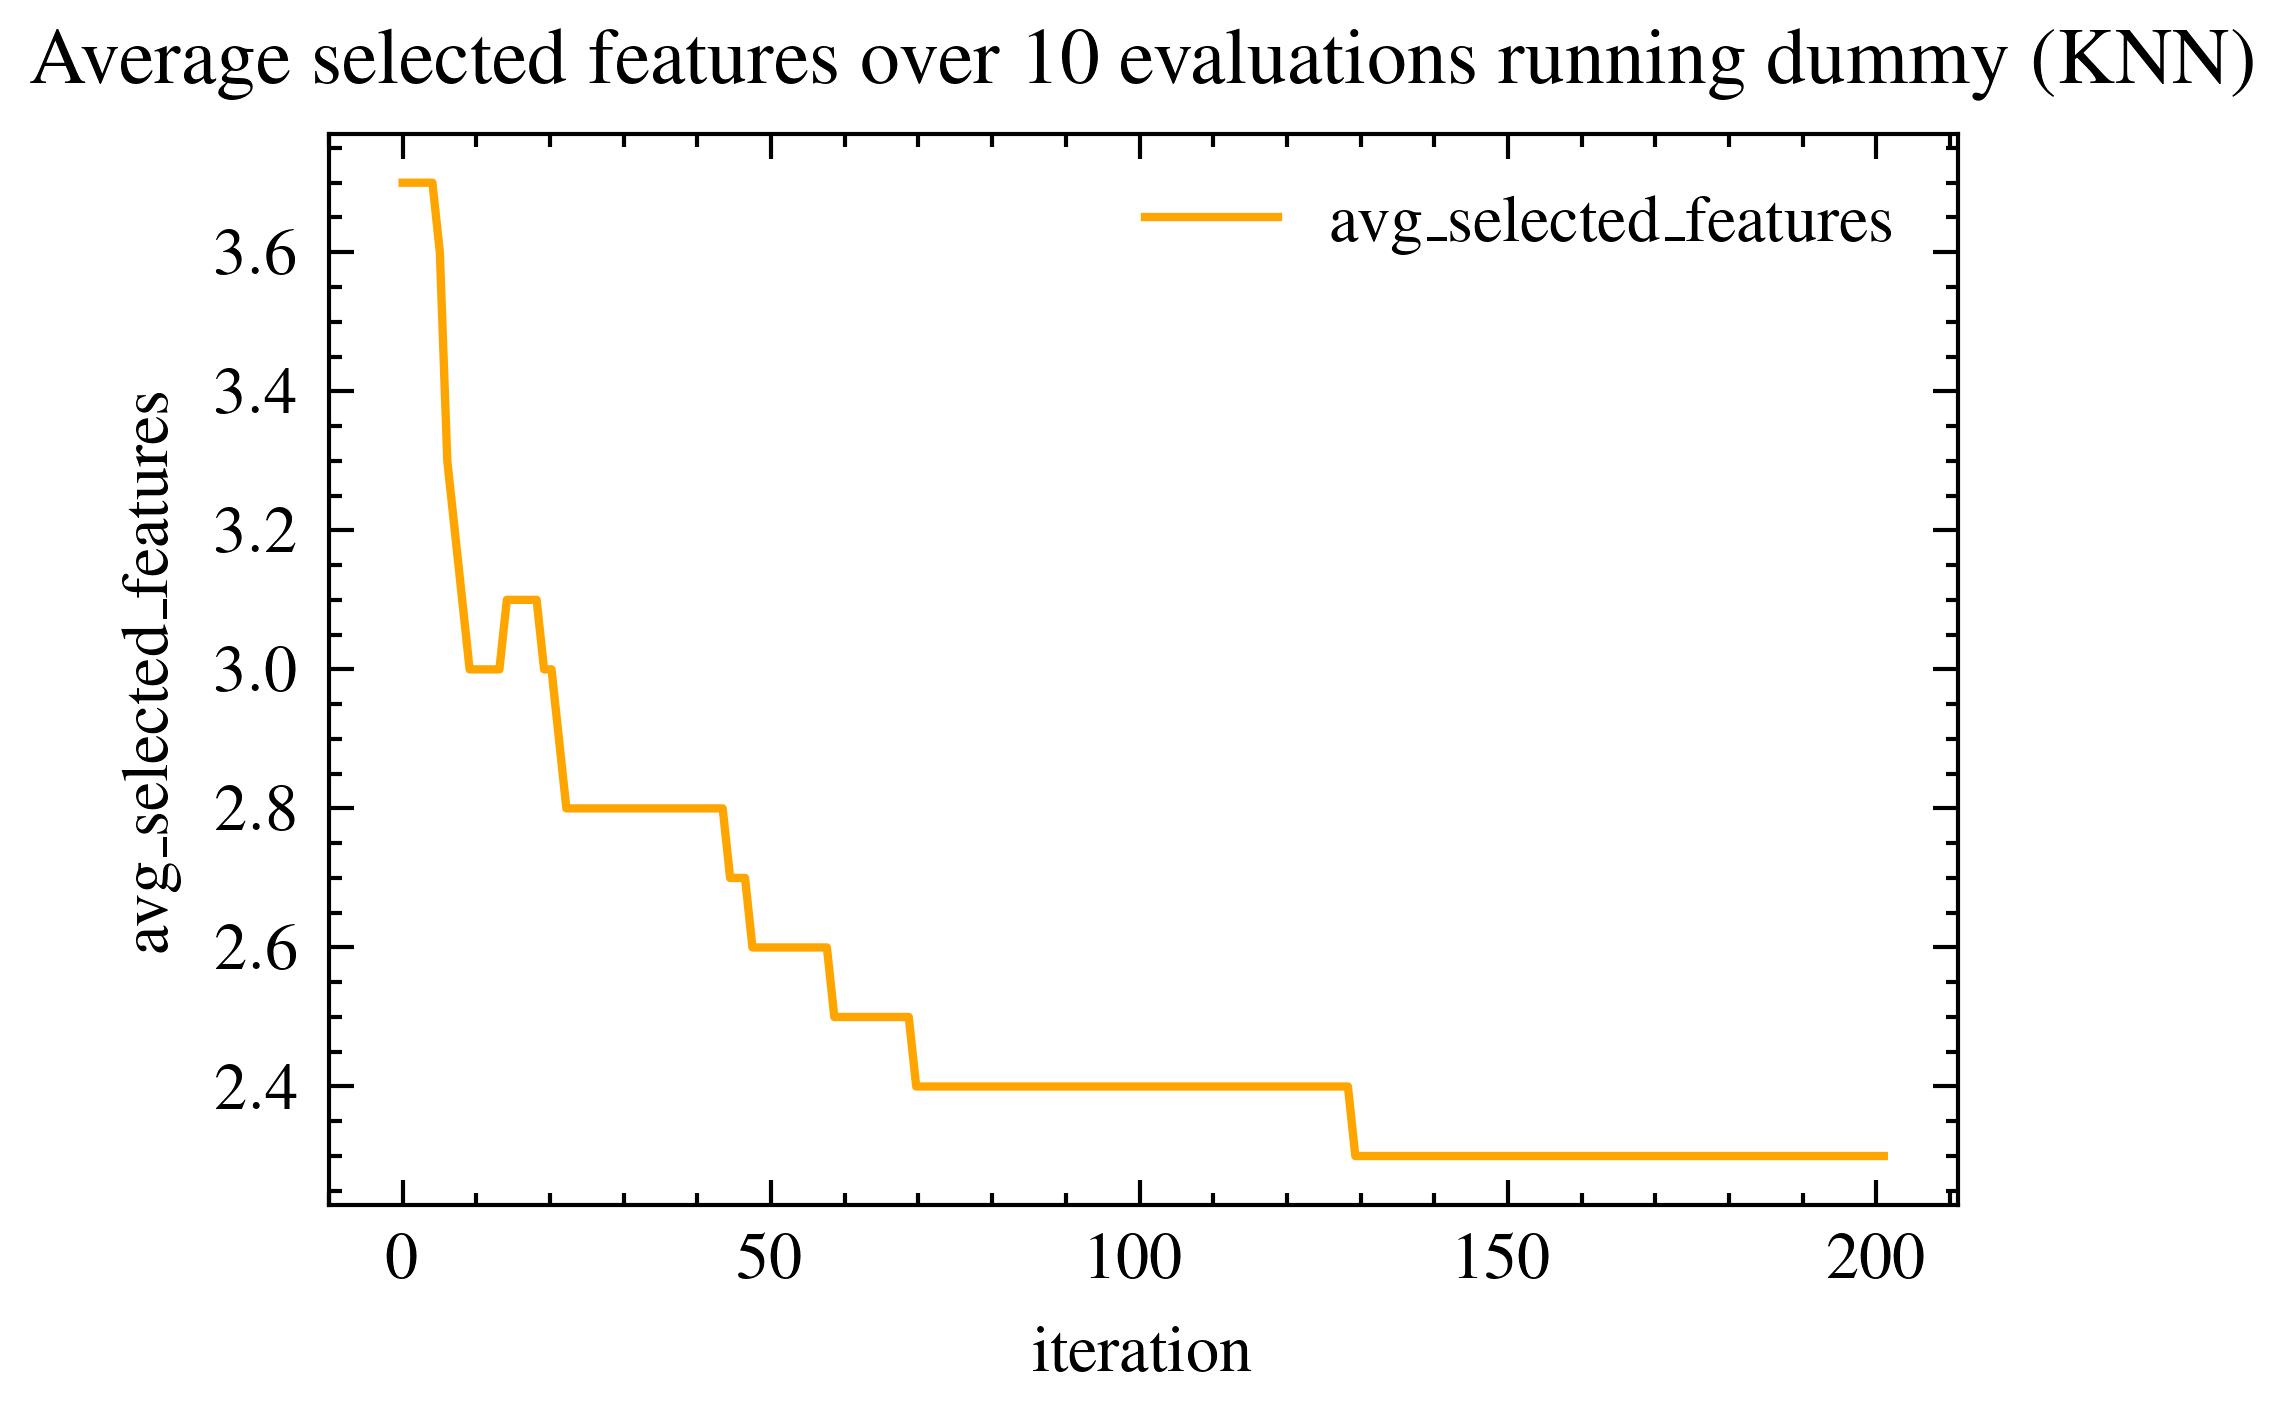 Average selected features over 10 evaluations running dummy (KNN)
avg_selected_features
3.6
3.4
3.2
3.0
2.8
2.6
2.4
avg_selected_features
0 50 100 150 200
iteration